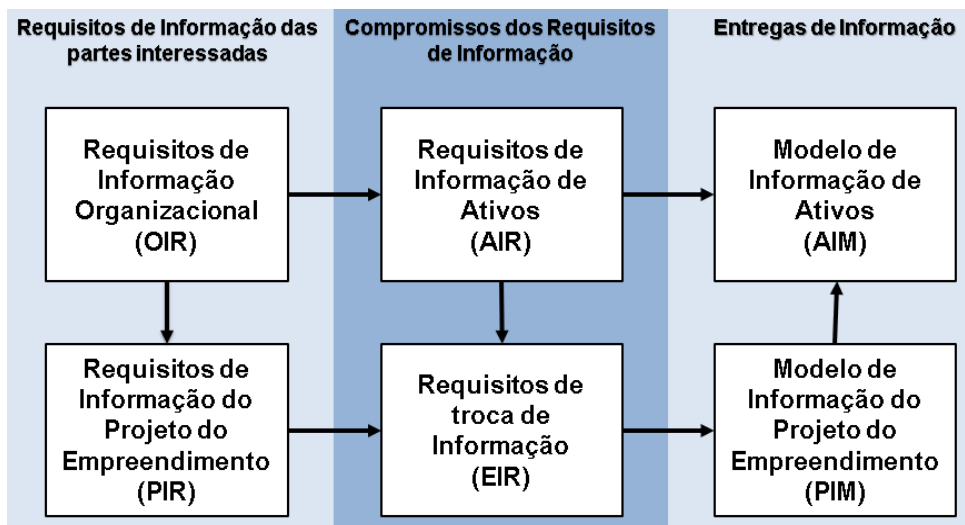 Requisitos de Informação das
partes interessadas
Compromissos dos Requisitos
de Informação
Entregas de Informação
Requisitos de
Informação
Organizacional
(OIR)
Requisitos de
Informação de
Ativos
(AIR)
Modelo de
Informação de
Ativos
(AIM)
Requisitos de
Informação do
Projeto do
Empreendimento
(PIR)
Requisitos de
troca de
Informação
(EIR)
Modelo de
Informação do
Projeto do
Empreendimento
(PIM)